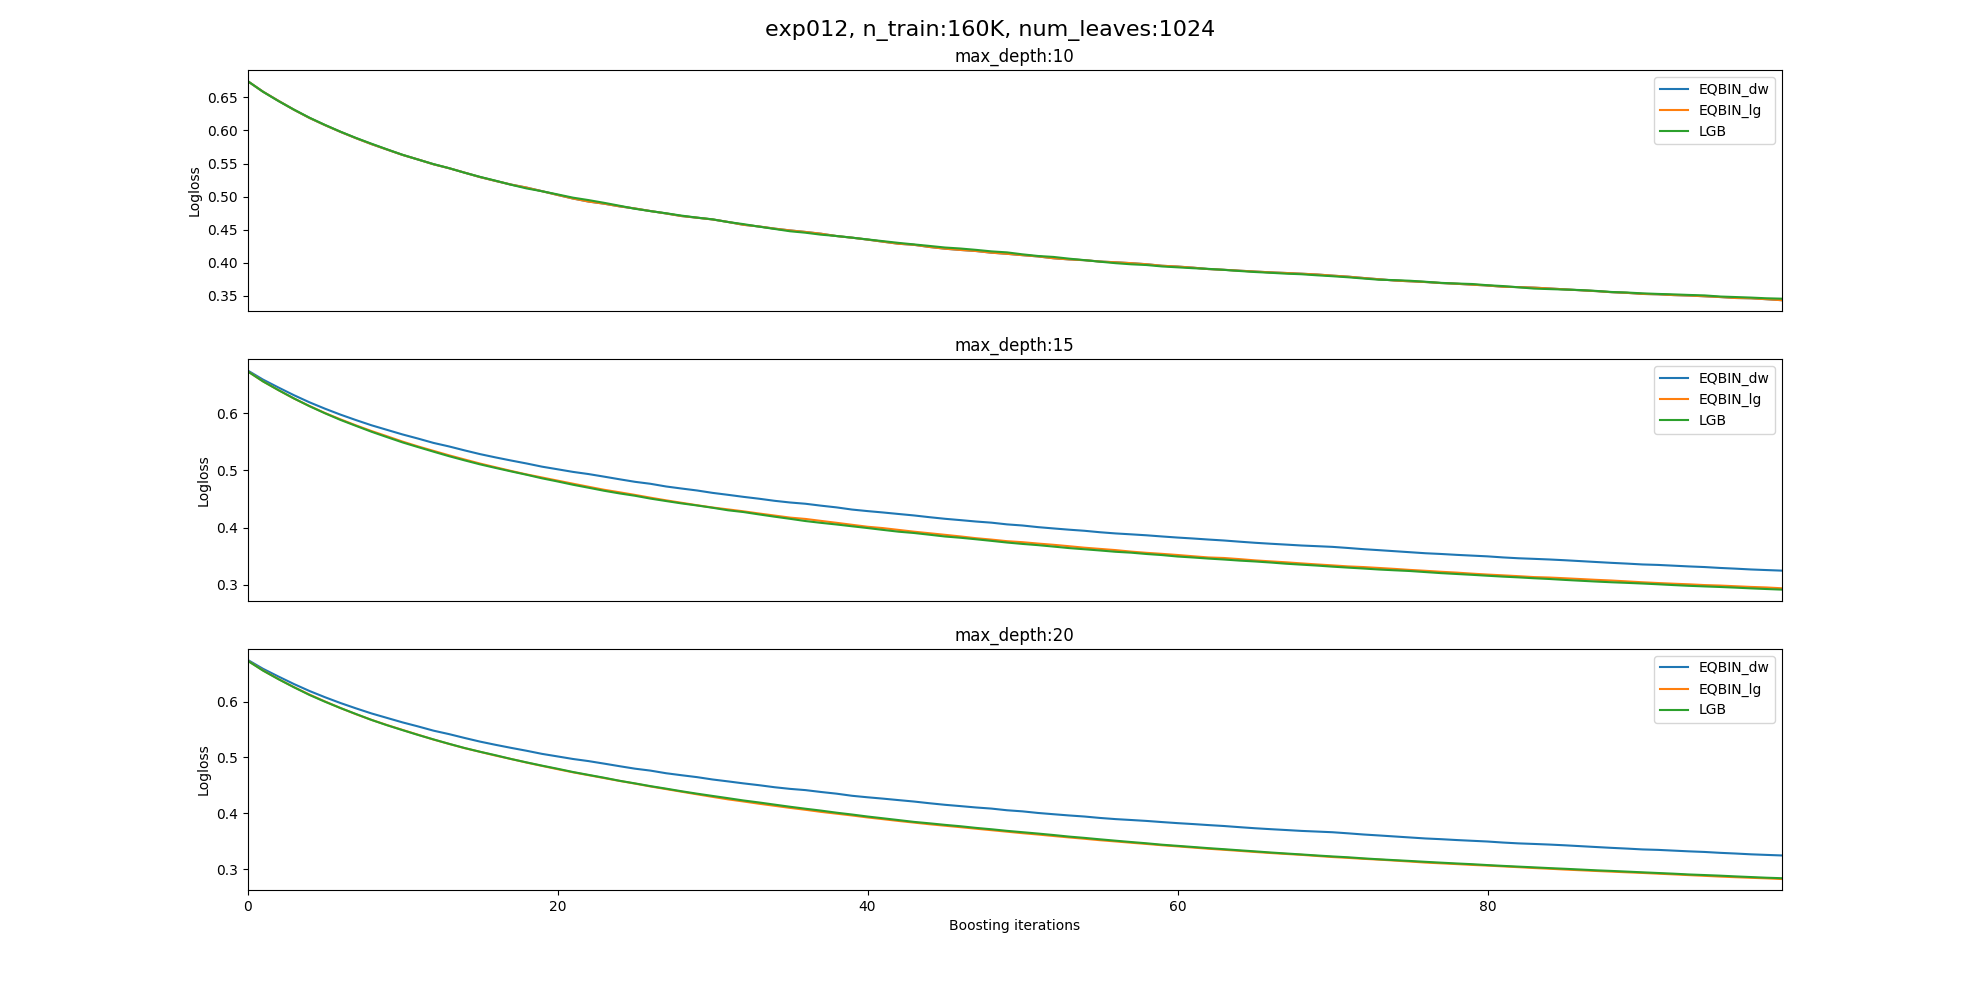 exp012, n_train:160K, num_leaves:1024
max_depth:10
0.65
0.60
0.55
0.50
0.45
0.40
0.35
Logloss
EQBIN_dw
EQBIN_lg
LGB
max_depth:15
0.6
0.5
0.4
0.3
Logloss
EQBIN_dw
EQBIN_lg
LGB
max_depth:20
0.6
0.5
0.4
0.3
Logloss
EQBIN_dw
EQBIN_lg
LGB
0 20 40 60 80
Boosting iterations